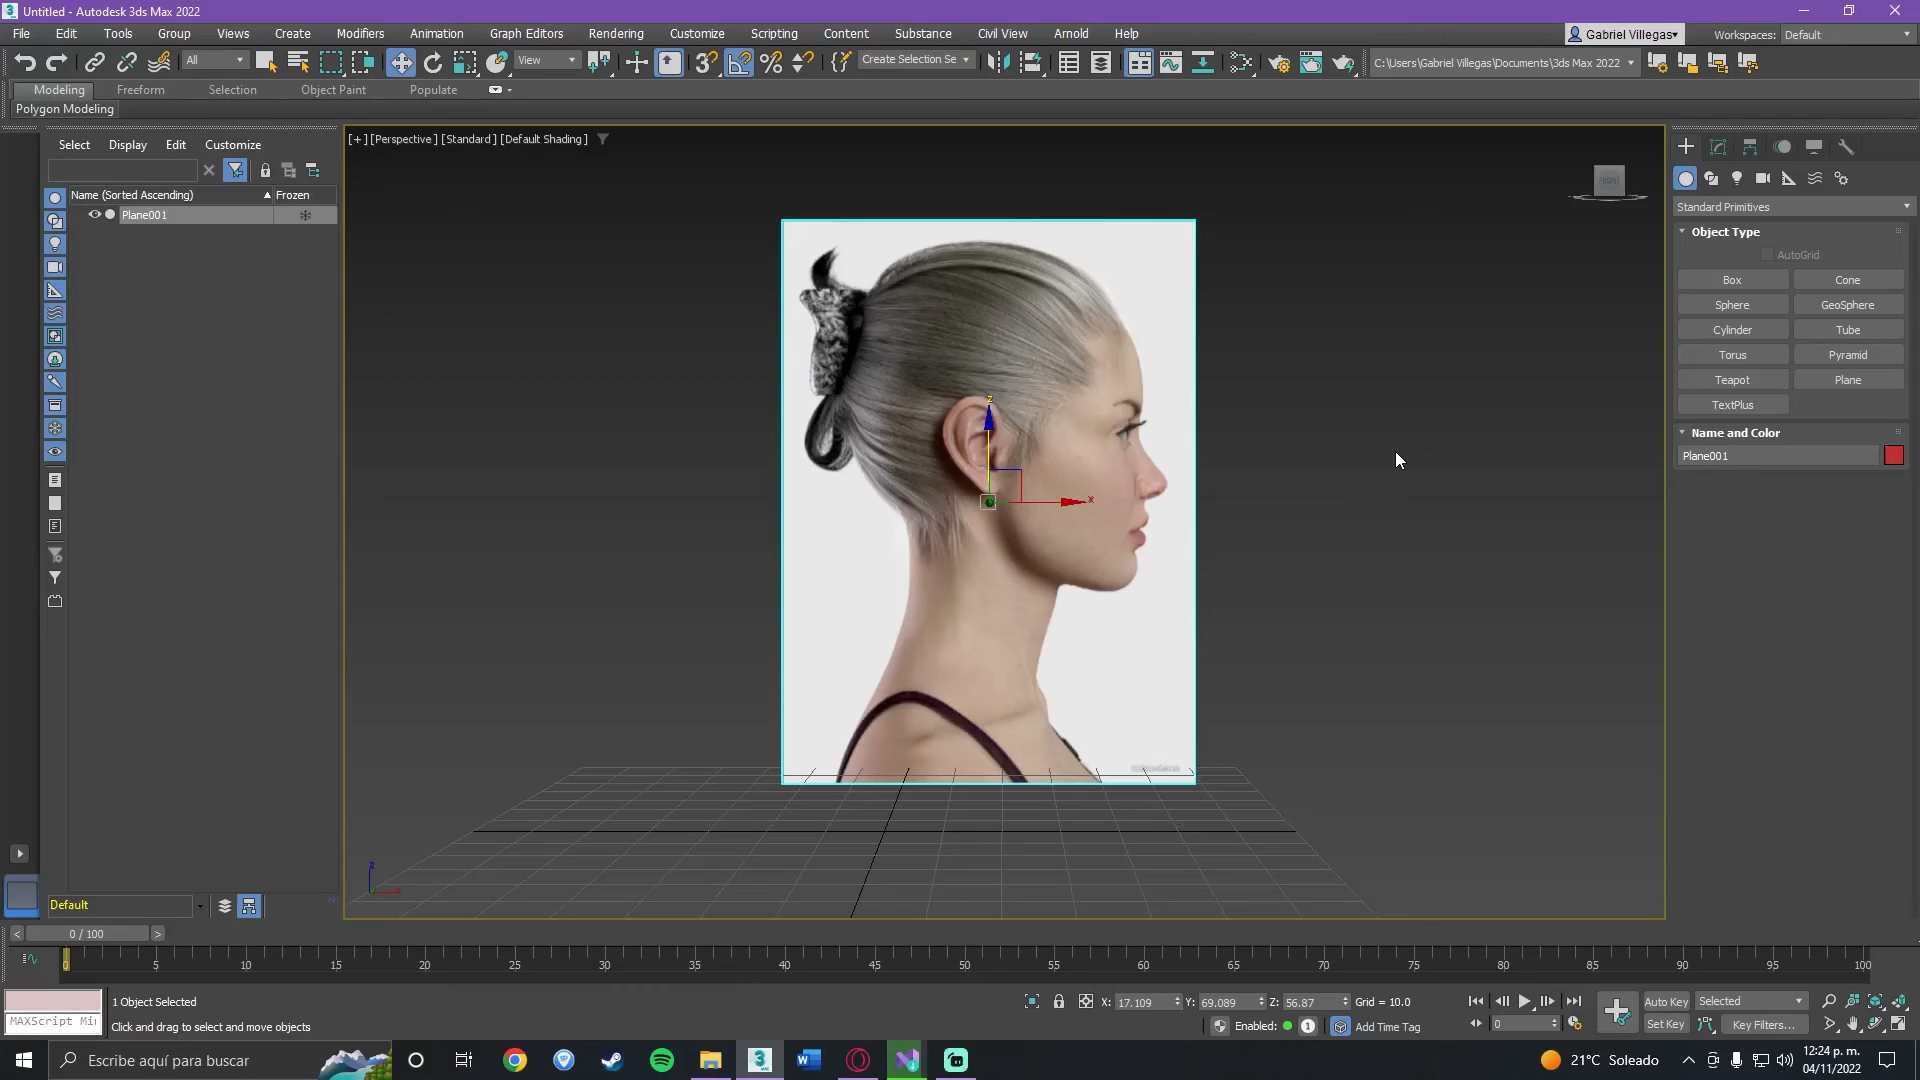 Untitled - Autodesk 3ds Max 2022
File Edit Tools Group Views Create Modifiers Animation Graph Editors Rendering Customize Scripting Content Substance Civil View Arnold Help
Gabriel Villegas
Workspaces: Default
All
View
Create Selection Se
C:\Users\Gabriel Villegas\Documents\3ds Max 2022
Modeling Freeform Selection Object Paint Populate
Polygon Modeling
Select Display Edit Customize
[+] [Perspective] [Standard] [Default Shading]
FRONT
Name (Sorted Ascending) Frozen
Plane001
Standard Primitives
Object Type
AutoGrid
Box Cone
Sphere GeoSphere
Cylinder Tube
Torus Pyramid
Teapot Plane
TextPlus
Name and Color
Plane001
z
x
z
x
Default
0 / 100
0 5 10 15 20 25 30 35 40 45 50 55 60 65 70 75 80 85 90 95 100
1 Object Selected
X: 17.109 Y: 69.089 Z: 56.87 Grid = 10.0
Auto Key Selected
MAXScript Mi
Click and drag to select and move objects
Enabled: 1 Add Time Tag
0
Set Key Key Filters...
Escribe aquí para buscar
21°C Soleado
12:24 p. m.
04/11/2022